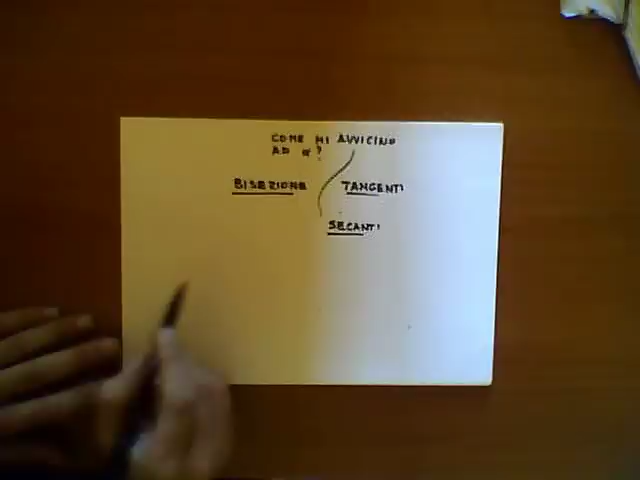 COME MI AVVICINO
AD α?
BISEZIONE TANGENTI
SECANTI